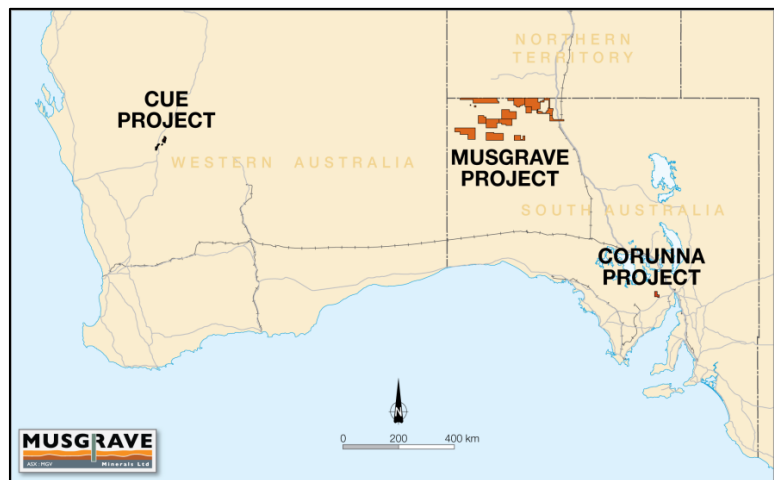 NORTHERN
TERRITORY
CUE
PROJECT
WESTERN AUSTRALIA
MUSGRAVE
PROJECT
SOUTH AUSTRALIA
CORUNNA
PROJECT
N
0 200 400 km
MUSGRAVE
ASX: MGV Minerals Ltd